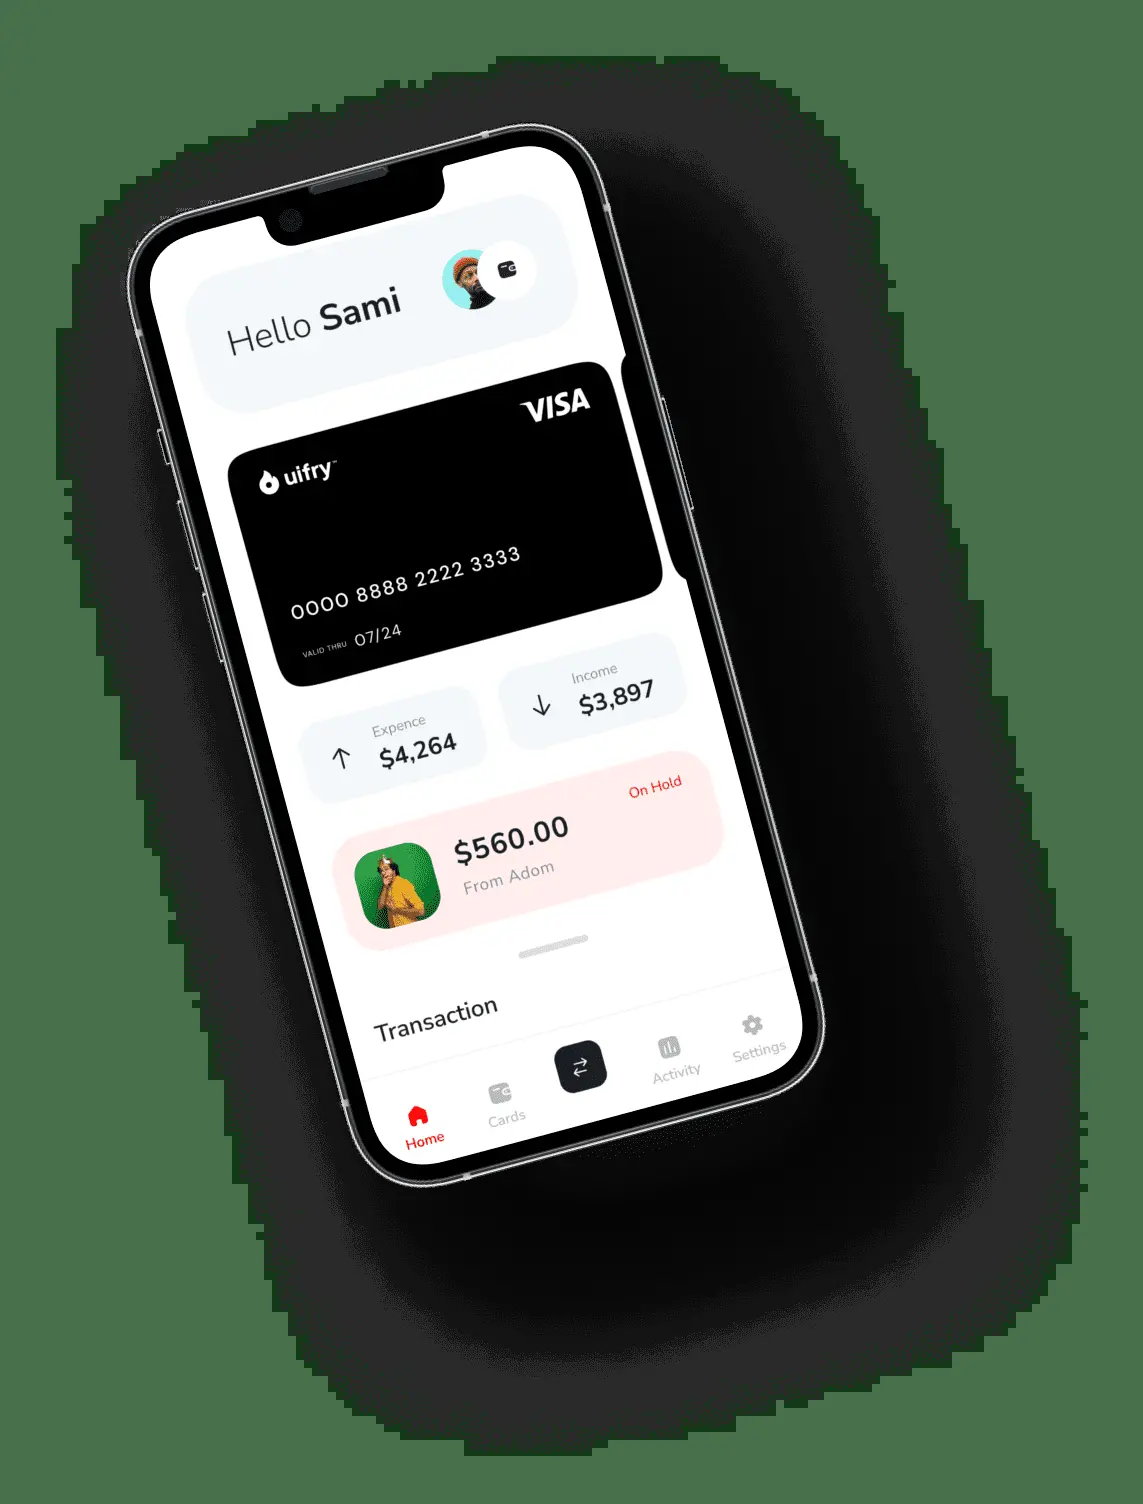 Hello Sami
VISA
uifry™
0000 8888 2222 3333
VALID THRU 07/24
Expence
$4,264
Income
$3,897
On Hold
$560.00
From Adom
Transaction
Home
Cards
Activity
Settings